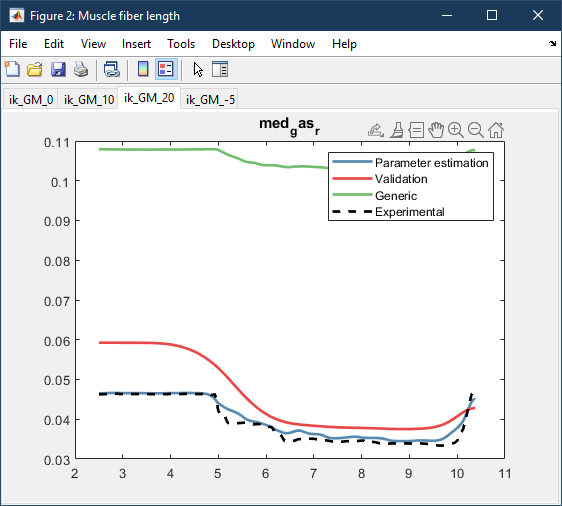 Figure 2: Muscle fiber length
File Edit View Insert Tools Desktop Window Help
ik_GM_0 ik_GM_10 ik_GM_20 ik_GM_-5
med_gas_r
0.11
0.1
0.09
0.08
0.07
0.06
0.05
0.04
0.03
2 3 4 5 6 7 8 9 10 11
Parameter estimation
Validation
Generic
Experimental